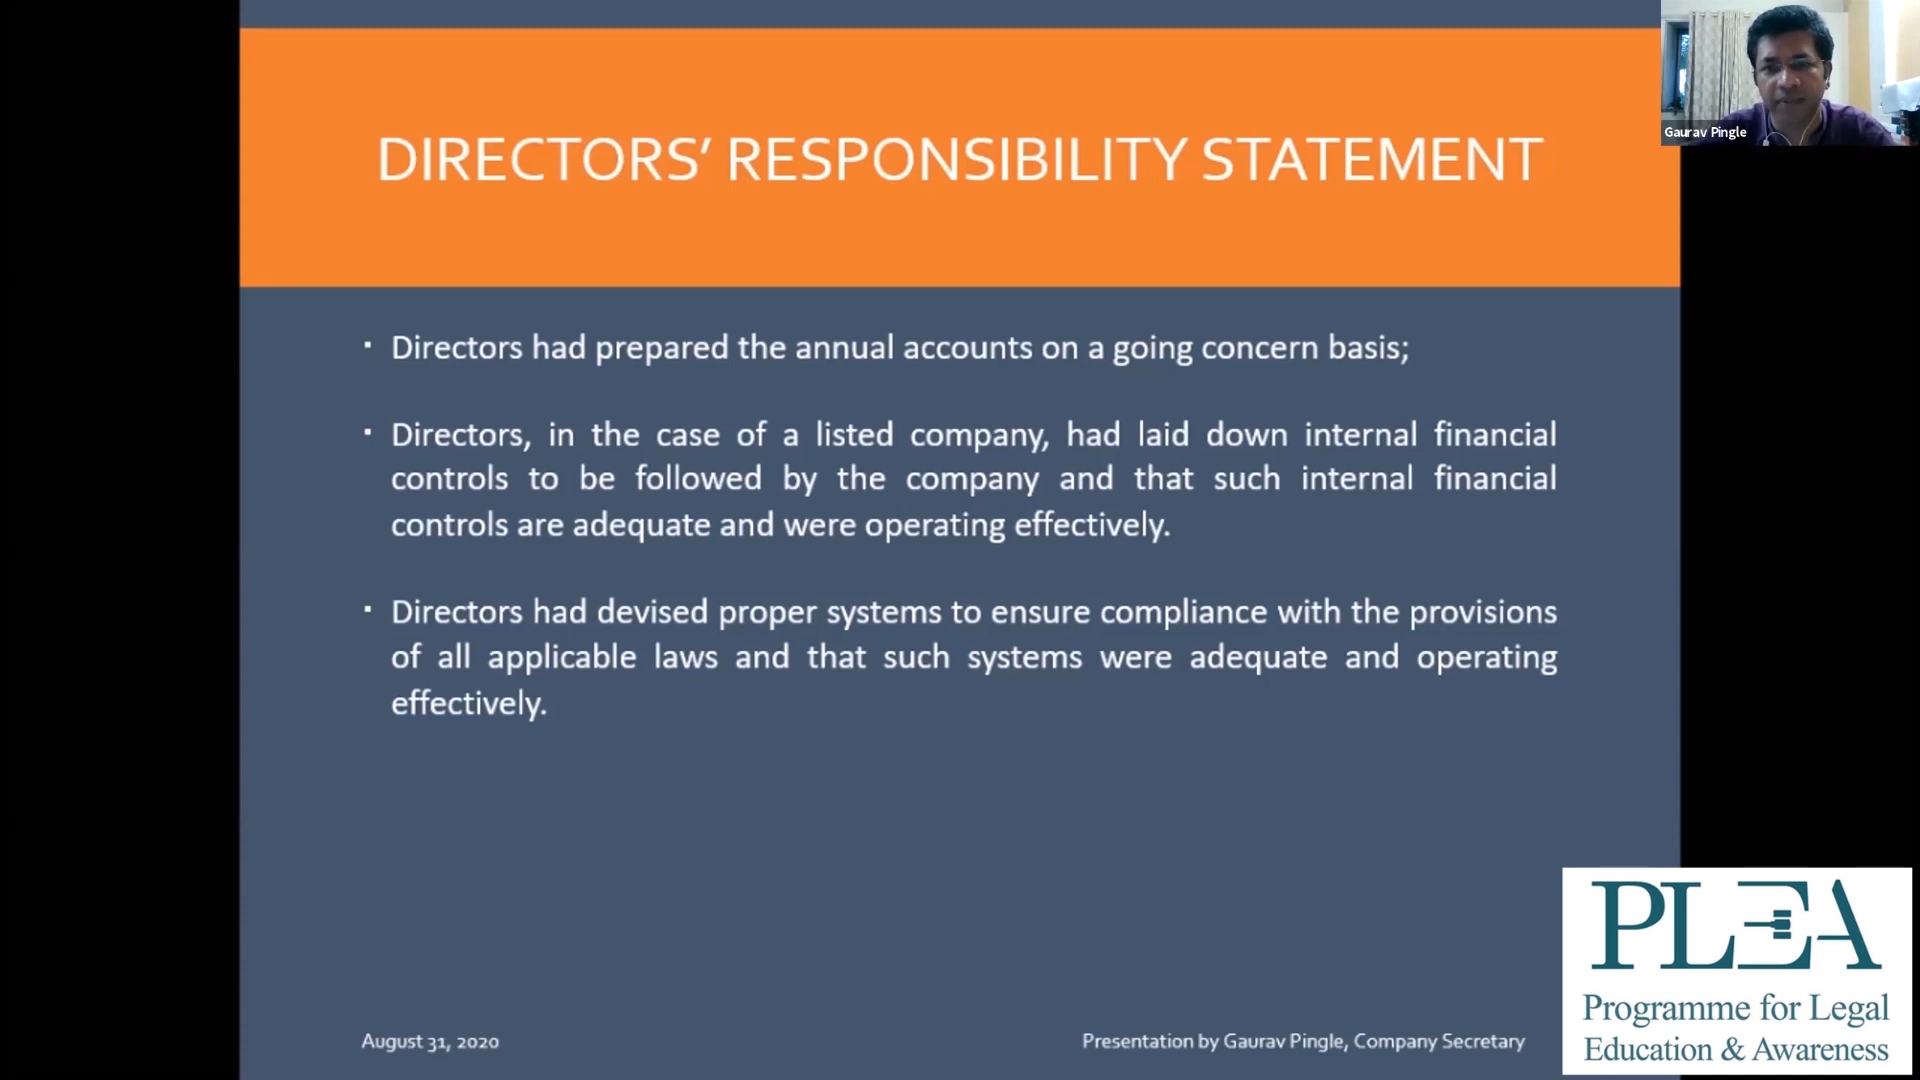 DIRECTORS’ RESPONSIBILITY STATEMENT
Gaurav Pingle
▪ Directors had prepared the annual accounts on a going concern basis;
▪ Directors, in the case of a listed company, had laid down internal financial
controls to be followed by the company and that such internal financial
controls are adequate and were operating effectively.
▪ Directors had devised proper systems to ensure compliance with the provisions
of all applicable laws and that such systems were adequate and operating
effectively.
August 31, 2020
Presentation by Gaurav Pingle, Company Secretary
PLEA
Programme for Legal
Education & Awareness